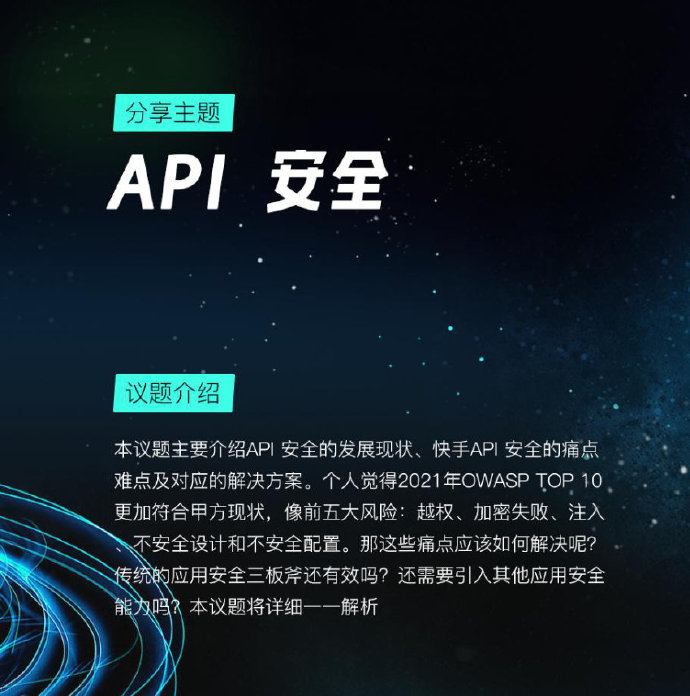 分享主题
API 安全
议题介绍
本议题主要介绍API 安全的发展现状、快手API 安全的痛点
难点及对应的解决方案。个人觉得2021年OWASP TOP 10
更加符合甲方现状，像前五大风险：越权、加密失败、注入
、不安全设计和不安全配置。那这些痛点应该如何解决呢？
传统的应用安全三板斧还有效吗？还需要引入其他应用安全
能力吗？本议题将详细一一解析